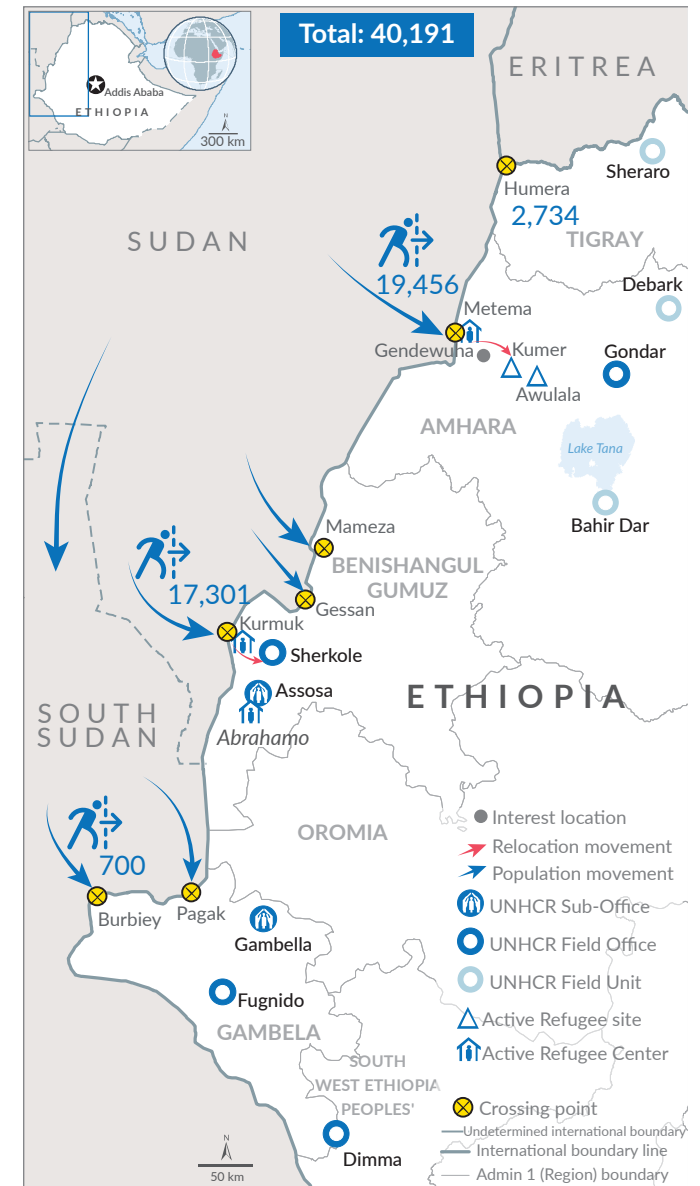 Total: 40,191
Addis Ababa
ETHIOPIA
N
300 km
ERITREA
Sheraro
Humera
2,734
TIGRAY
SUDAN
19,456
Debark
Metema
Gendewuha
Kumer
Gondar
Awulala
AMHARA
Lake Tana
Bahir Dar
Mameza
BENISHANGUL
GUMUZ
17,301
Gessan
Kurmuk
Sherkole
Assosa
ETHIOPIA
Abrahamo
SOUTH
SUDAN
OROMIA
700
Burbiey
Pagak
Gambella
Fugnido
GAMBELA
SOUTH
WEST ETHIOPIA
PEOPLES'
Dimma
N
50 km
Interest location
Relocation movement
Population movement
UNHCR Sub-Office
UNHCR Field Office
UNHCR Field Unit
Active Refugee site
Active Refugee Center
Crossing point
Undetermined international boundary
International boundary line
Admin 1 (Region) boundary